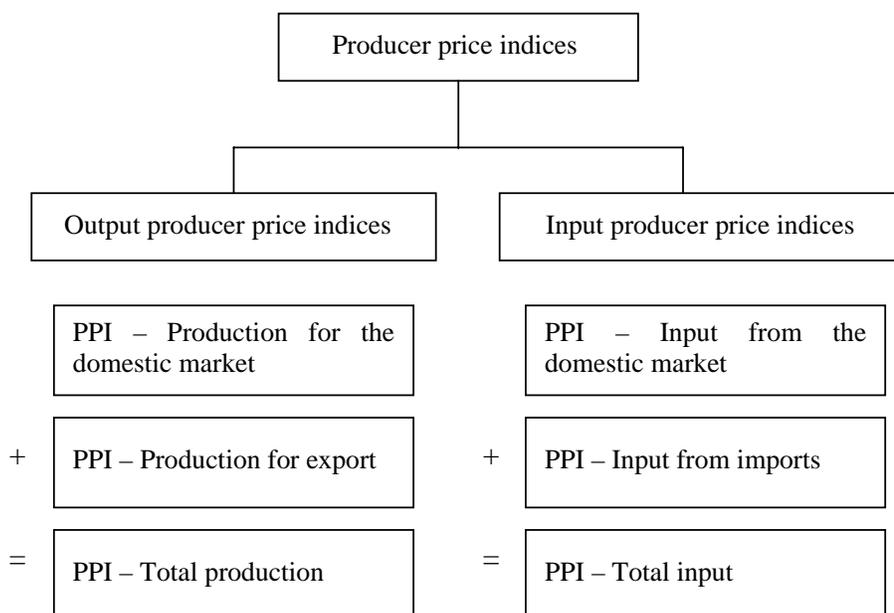 Producer price indices
Output producer price indices
Input producer price indices
PPI – Production for the
domestic market
+
PPI – Production for export
=
PPI – Total production
PPI – Input from the
domestic market
+
PPI – Input from imports
=
PPI – Total input